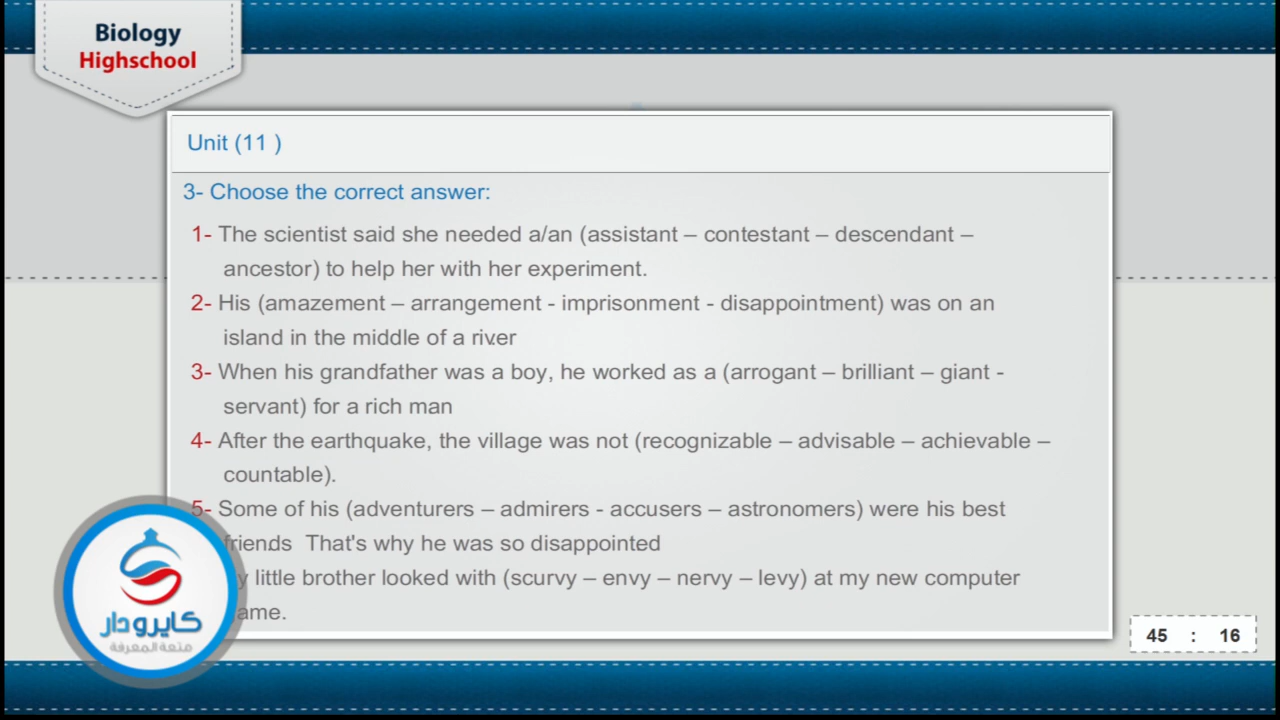 Biology
Highschool
Unit (11 )
3- Choose the correct answer:
1- The scientist said she needed a/an (assistant – contestant – descendant –
ancestor) to help her with her experiment.
2- His (amazement – arrangement - imprisonment - disappointment) was on an
island in the middle of a river
3- When his grandfather was a boy, he worked as a (arrogant – brilliant – giant -
servant) for a rich man
4- After the earthquake, the village was not (recognizable – advisable – achievable –
countable).
5- Some of his (adventurers – admirers - accusers – astronomers) were his best
friends That's why he was so disappointed
little brother looked with (scurvy – envy – nervy – levy) at my new computer
كايرودار
متعة المعرفة
45 : 16